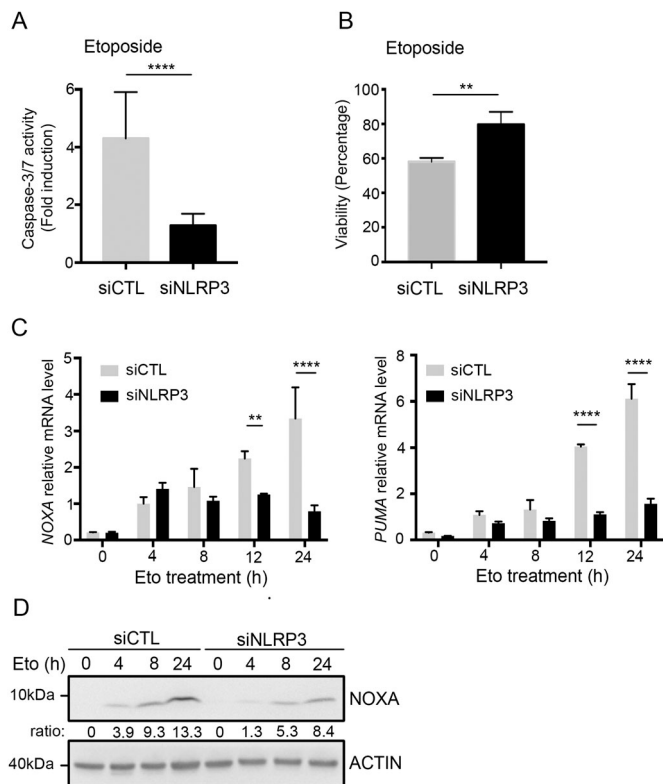 A
Etoposide
****
Caspase-3/7 activity
(Fold induction)
6
4
2
0
siCTL siNLRP3
B
Etoposide
**
Viability (Percentage)
100
80
60
40
20
0
siCTL siNLRP3
C
NOXA relative mRNA level
5
4
3
2
1
0
siCTL
siNLRP3
**
****
0 4 8 12 24
Eto treatment (h)
PUMA relative mRNA level
8
6
4
2
0
siCTL
siNLRP3
****
****
0 4 8 12 24
Eto treatment (h)
D
siCTL siNLRP3
Eto (h) 0 4 8 24 0 4 8 24
10kDa NOXA
ratio: 0 3.9 9.3 13.3 0 1.3 5.3 8.4
40kDa ACTIN